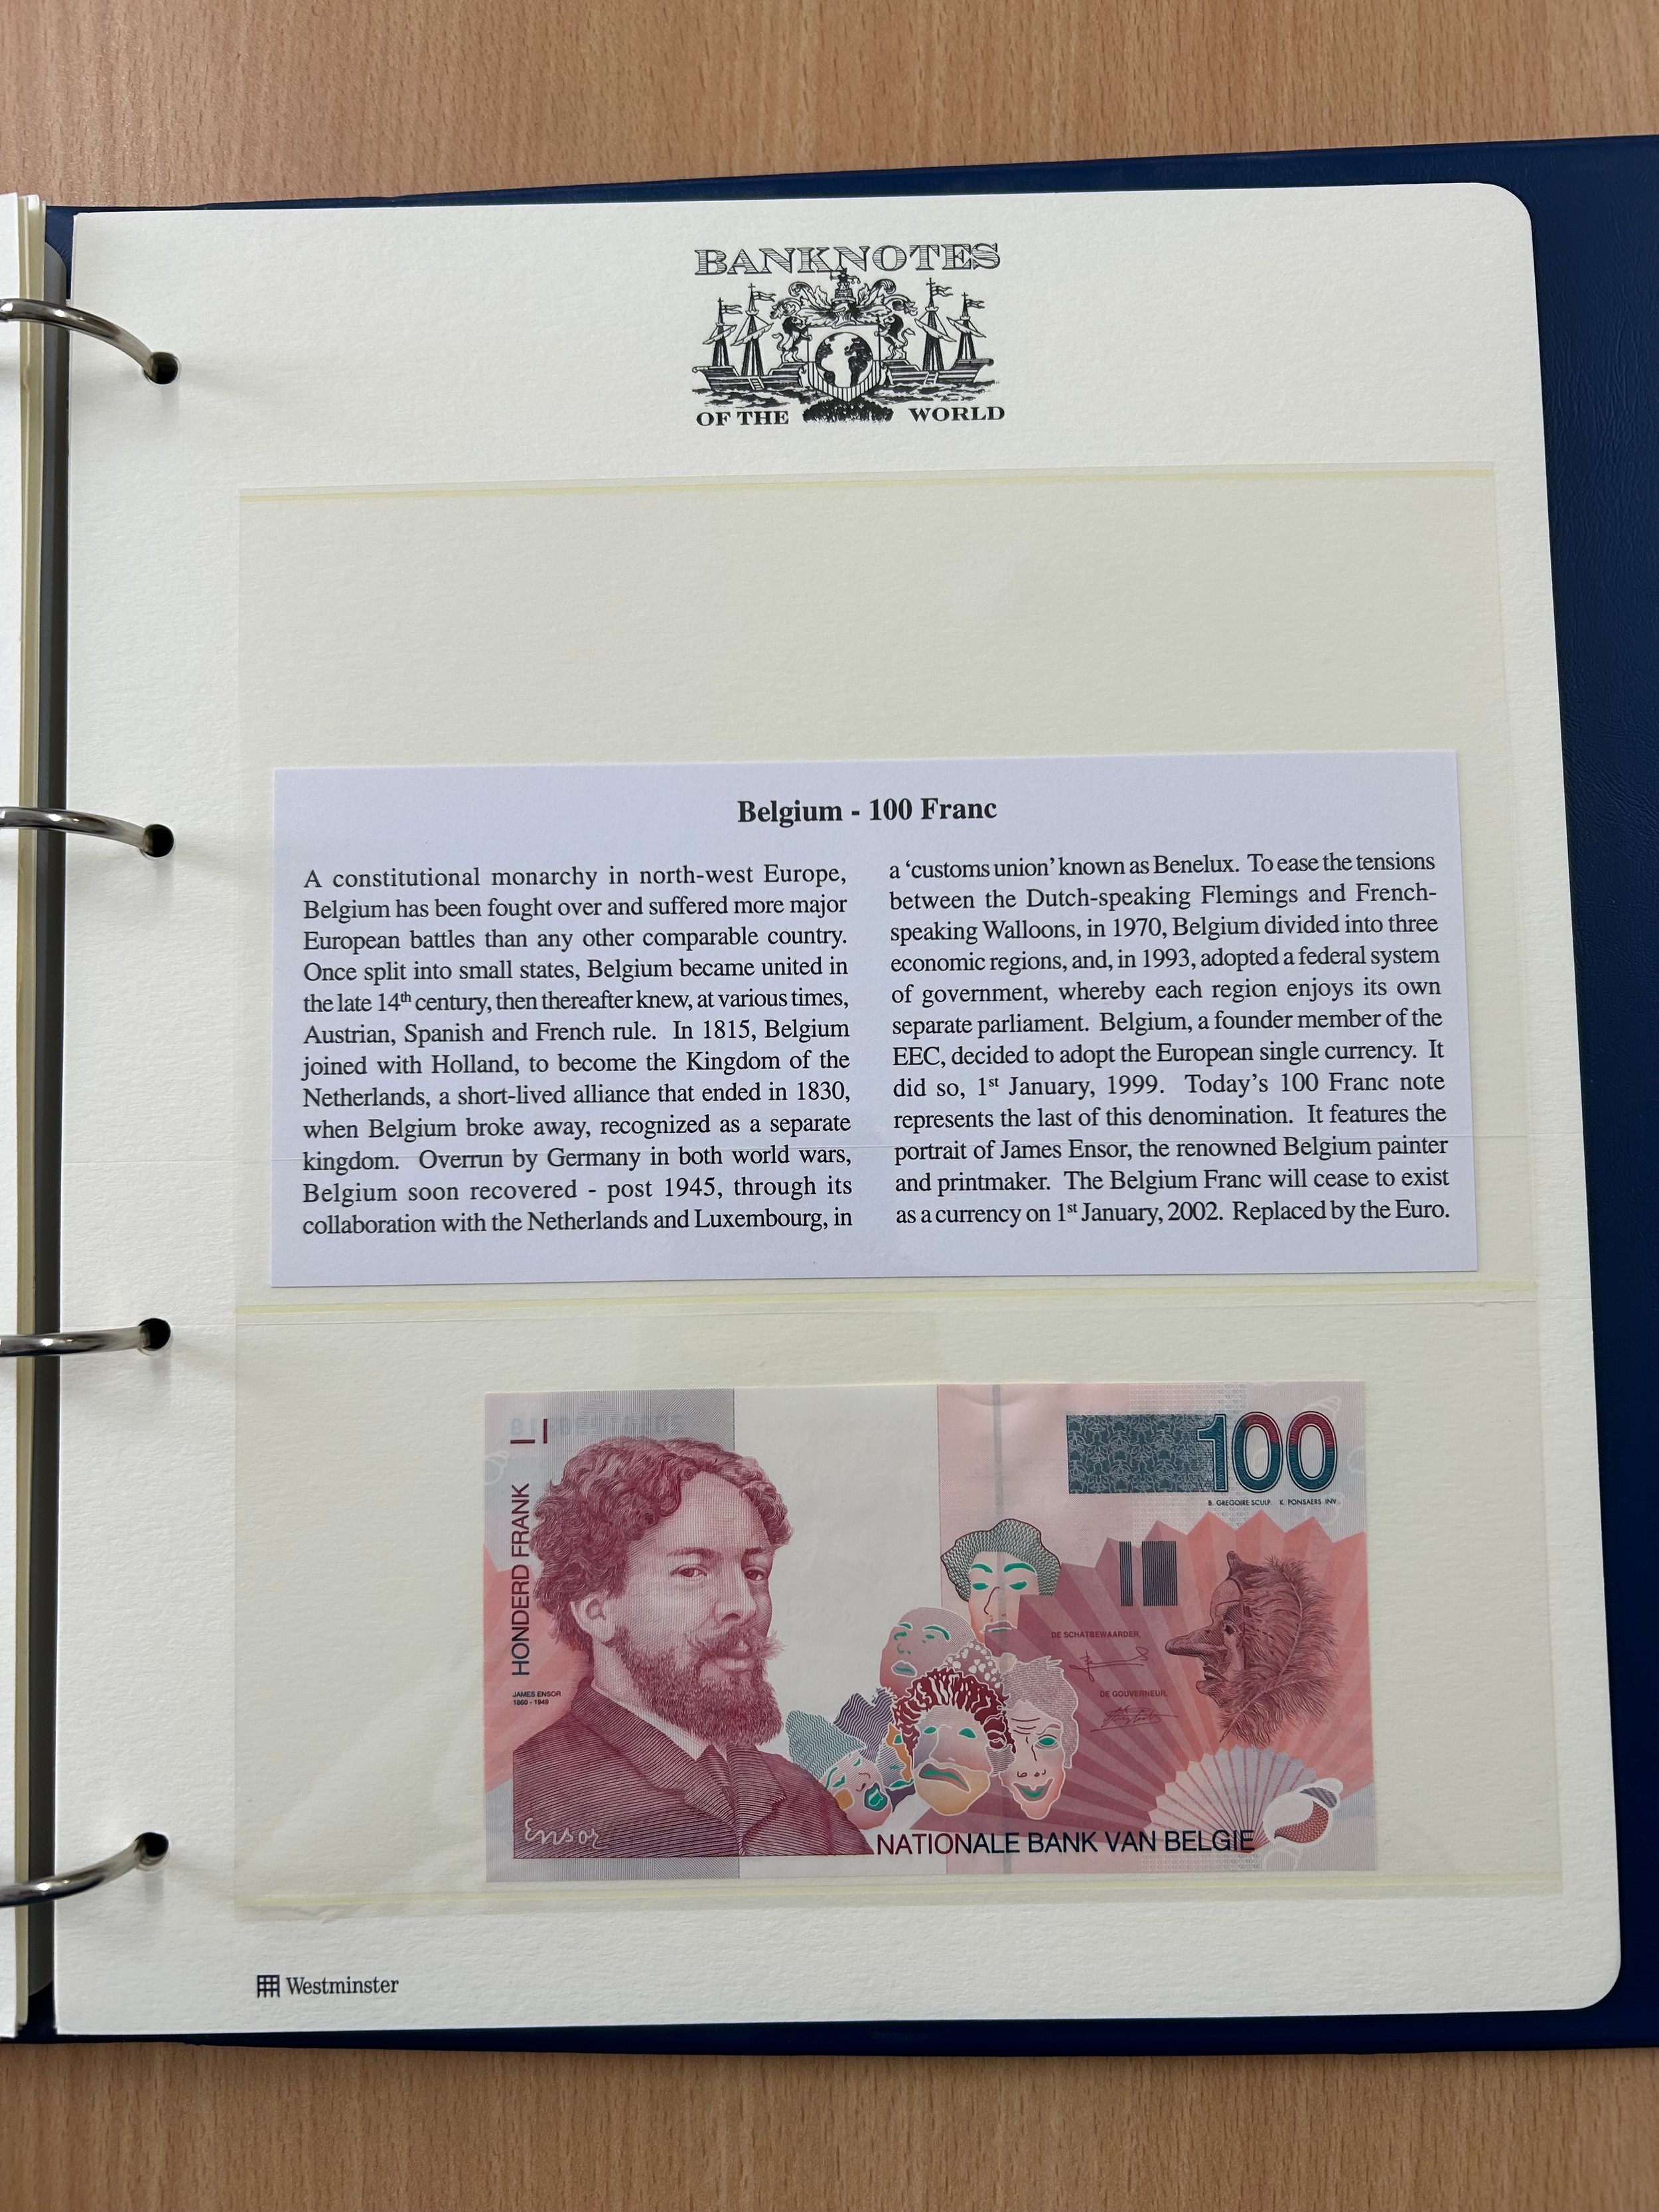 BANKNOTES
OF THE WORLD
Belgium - 100 Franc
A constitutional monarchy in north-west Europe,
Belgium has been fought over and suffered more major
European battles than any other comparable country.
Once split into small states, Belgium became united in
the late 14th century, then thereafter knew, at various times,
Austrian, Spanish and French rule. In 1815, Belgium
joined with Holland, to become the Kingdom of the
Netherlands, a short-lived alliance that ended in 1830,
when Belgium broke away, recognized as a separate
kingdom. Overrun by Germany in both world wars,
Belgium soon recovered - post 1945, through its
collaboration with the Netherlands and Luxembourg, in
a ‘customs union’ known as Benelux. To ease the tensions
between the Dutch-speaking Flemings and French-
speaking Walloons, in 1970, Belgium divided into three
economic regions, and, in 1993, adopted a federal system
of government, whereby each region enjoys its own
separate parliament. Belgium, a founder member of the
EEC, decided to adopt the European single currency. It
did so, 1st January, 1999. Today’s 100 Franc note
represents the last of this denomination. It features the
portrait of James Ensor, the renowned Belgium painter
and printmaker. The Belgium Franc will cease to exist
as a currency on 1st January, 2002. Replaced by the Euro.
100
B. GREGOIRE SCULP. K. PONSAERS INV.
HONDERD FRANK
JAMES ENSOR
1860 - 1949
DE SCHATBEWAARDER,
DE GOUVERNEUR,
Ensor
NATIONALE BANK VAN BELGIE
Westminster